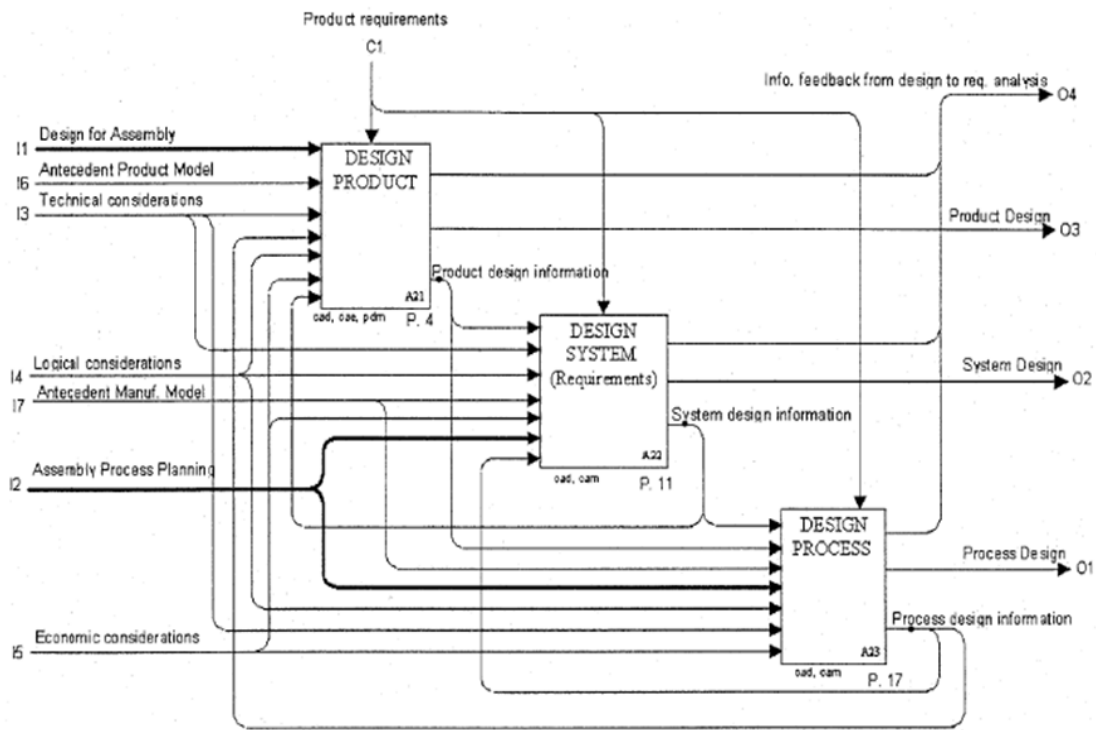 Product requirements
C1
Info. feedback from design to req. analysis
O4
I1 Design for Assembly
DESIGN
PRODUCT
I6 Antecedent Product Model
I3 Technical considerations
Product Design
O3
Product design information
A21
cad, cae, pdm
P. 4
DESIGN
SYSTEM
(Requirements)
I4 Logical considerations
System Design
O2
I7 Antecedent Manuf. Model
System design information
A22
cad, cam
P. 11
I2 Assembly Process Planning
DESIGN
PROCESS
Process Design
O1
Process design information
I5 Economic considerations
A23
cad, cam
P. 17